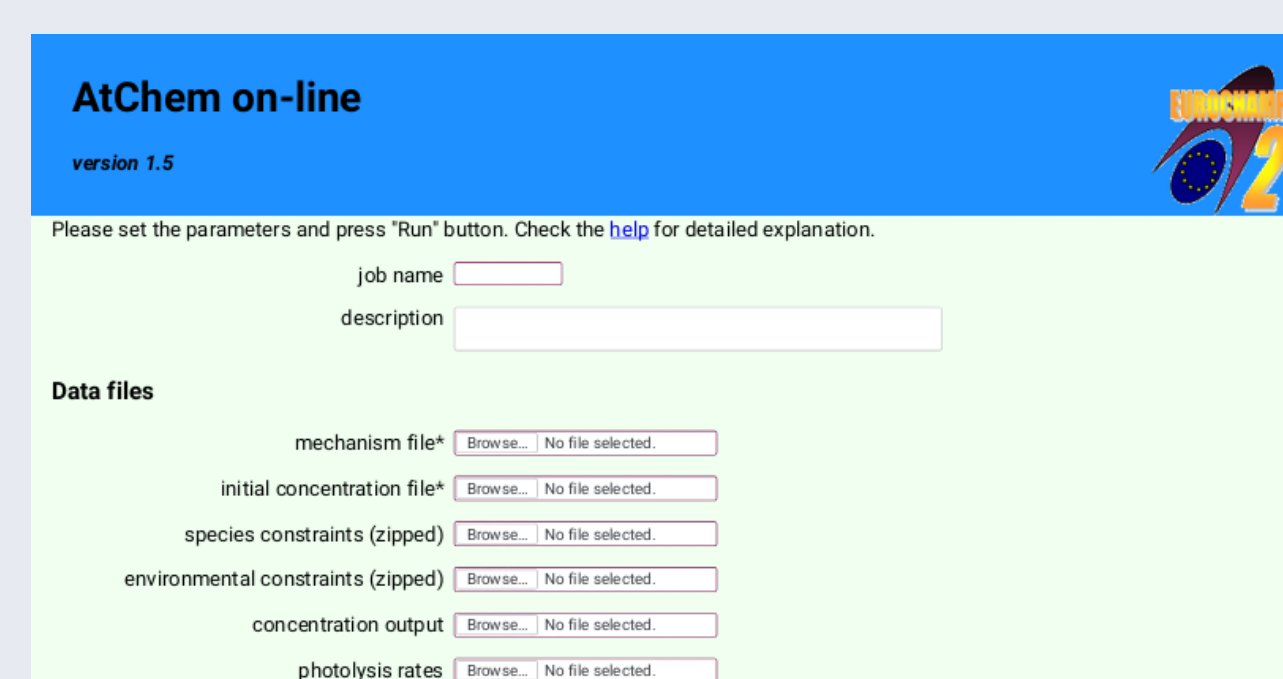 AtChem on-line
version 1.5
EUROCHAMP
2
Please set the parameters and press "Run" button. Check the help for detailed explanation.
job name
description
Data files
mechanism file* Browse... No file selected.
initial concentration file* Browse... No file selected.
species constraints (zipped) Browse... No file selected.
environmental constraints (zipped) Browse... No file selected.
concentration output Browse... No file selected.
photolysis rates Browse... No file selected.